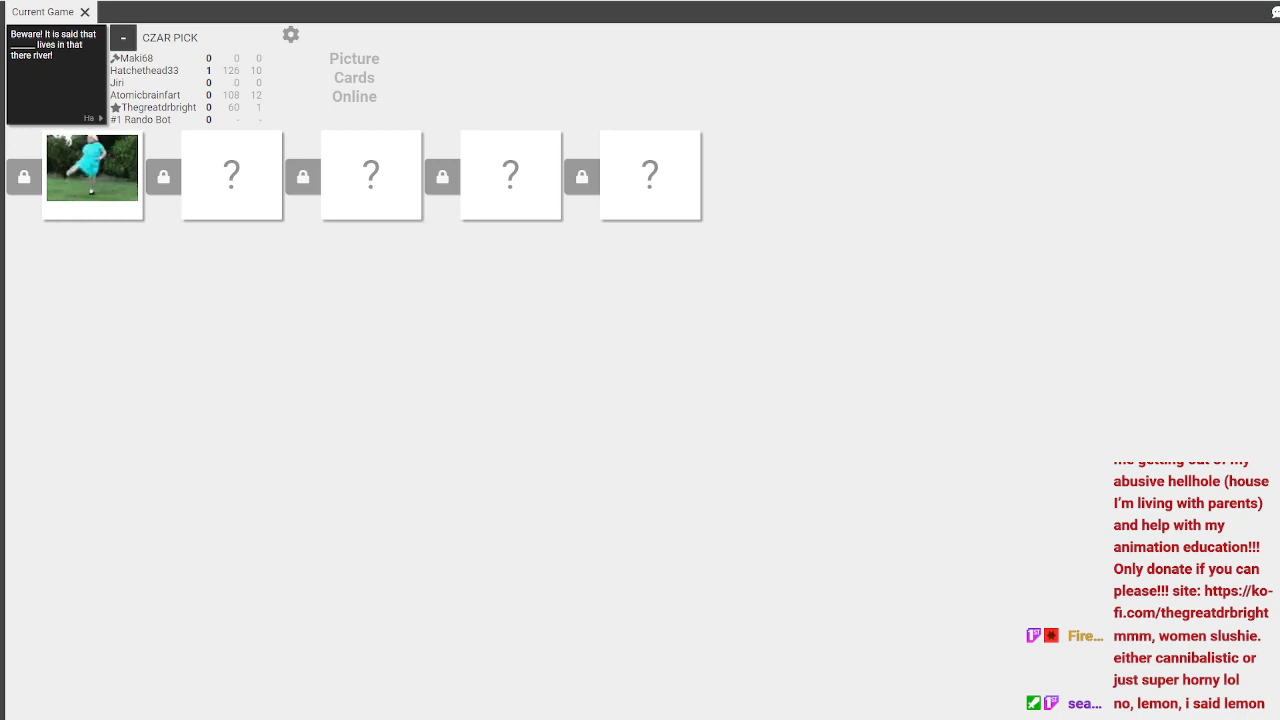 Current Game
Beware! It is said that
_____ lives in that
there river!
Ha
- CZAR PICK
Maki68 0 0 0
Hatchethead33 1 126 10
Jiri 0 0 0
Atomicbrainfart 0 108 12
Thegreatdrbright 0 60 1
#1 Rando Bot 0 - -
Picture
Cards
Online
? ? ? ?
abusive hellhole (house
I'm living with parents)
and help with my
animation education!!!
Only donate if you can
please!!! site: https://ko-
fi.com/thegreatdrbright
Fire... mmm, women slushie.
either cannibalistic or
just super horny lol
sea... no, lemon, i said lemon